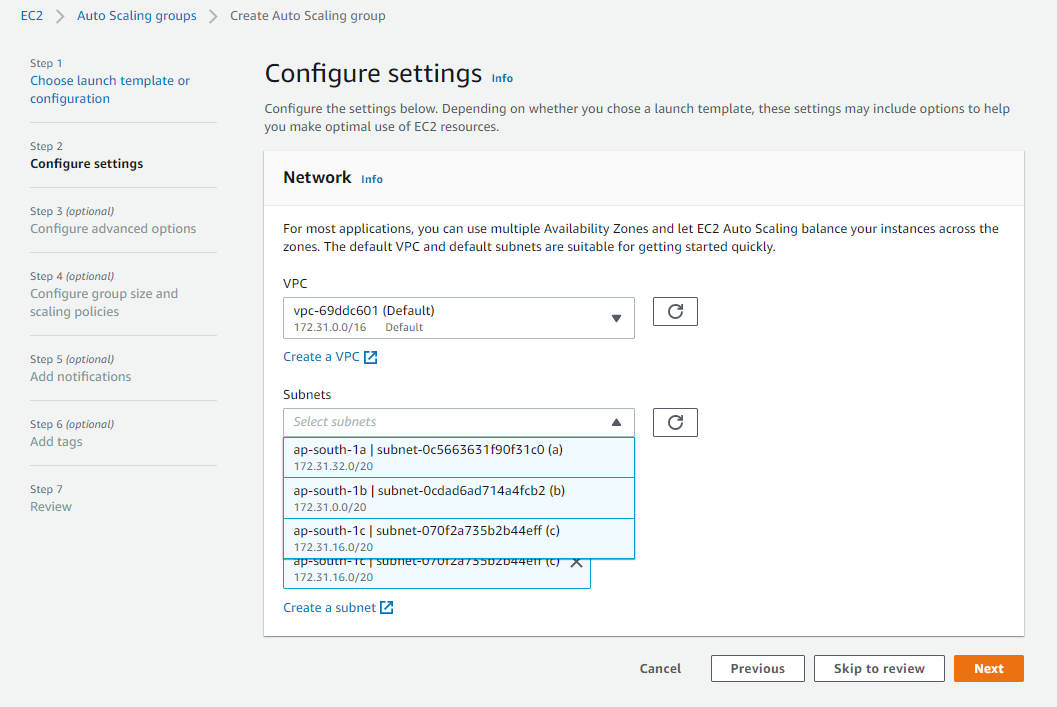 EC2 > Auto Scaling groups > Create Auto Scaling group
Step 1
Choose launch template or
configuration
Step 2
Configure settings
Step 3 (optional)
Configure advanced options
Step 4 (optional)
Configure group size and
scaling policies
Step 5 (optional)
Add notifications
Step 6 (optional)
Add tags
Step 7
Review
Configure settings Info
Configure the settings below. Depending on whether you chose a launch template, these settings may include options to help
you make optimal use of EC2 resources.
Network Info
For most applications, you can use multiple Availability Zones and let EC2 Auto Scaling balance your instances across the
zones. The default VPC and default subnets are suitable for getting started quickly.
VPC
vpc-69ddc601 (Default)
172.31.0.0/16 Default
Create a VPC
Subnets
Select subnets
ap-south-1a | subnet-0c5663631f90f31c0 (a)
172.31.32.0/20
ap-south-1b | subnet-0cdad6ad714a4fcb2 (b)
172.31.0.0/20
ap-south-1c | subnet-070f2a735b2b44eff (c)
172.31.16.0/20
ap-south-1c | subnet-070f2a735b2b44eff (c)
172.31.16.0/20
Create a subnet
Cancel Previous Skip to review Next